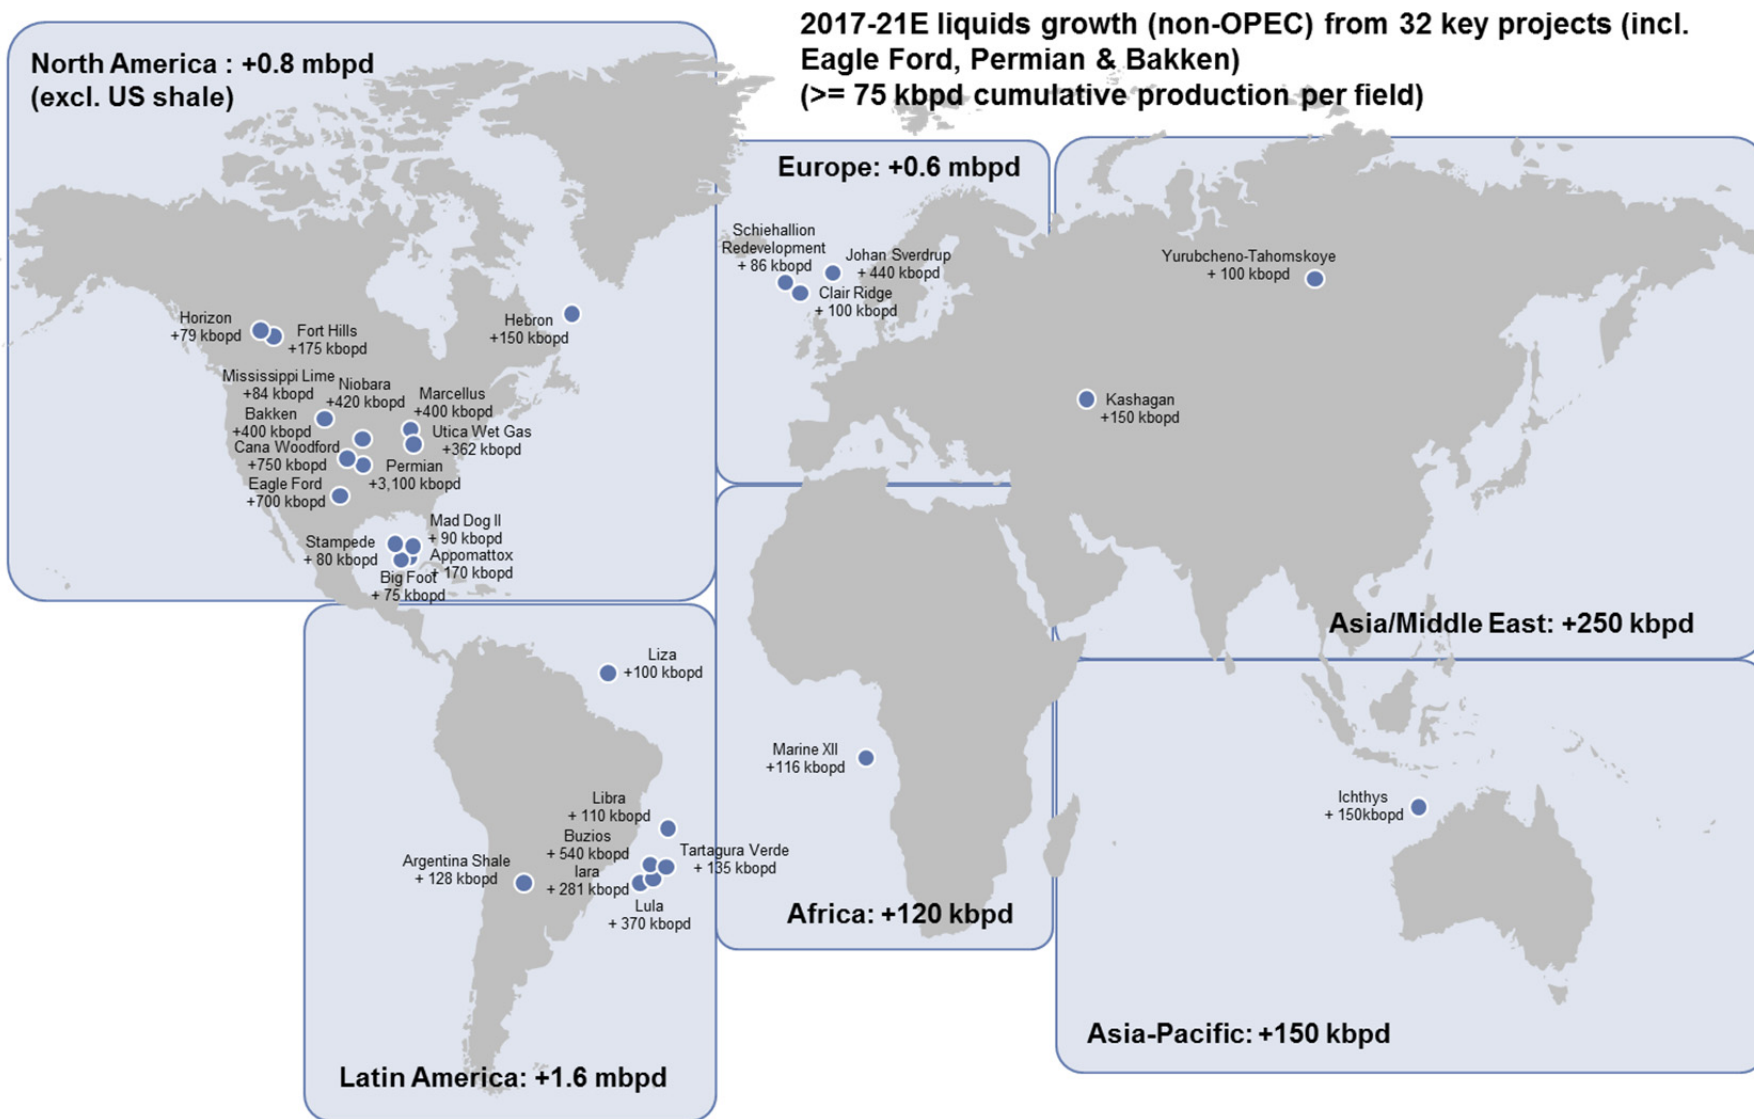 2017-21E liquids growth (non-OPEC) from 32 key projects (incl.
Eagle Ford, Permian & Bakken)
(>= 75 kbpd cumulative production per field)
North America : +0.8 mbpd
(excl. US shale)
Horizon
+79 kbopd
Fort Hills
+175 kbopd
Hebron
+150 kbopd
Mississippi Lime
+84 kbopd
Niobara
+420 kbopd
Marcellus
+400 kbopd
Bakken
+400 kbopd
Utica Wet Gas
+362 kbopd
Cana Woodford
+750 kbopd
Permian
+3,100 kbopd
Eagle Ford
+700 kbopd
Mad Dog II
+ 90 kbopd
Stampede
+ 80 kbopd
Appomattox
+ 170 kbopd
Big Foot
+ 75 kbopd
Europe: +0.6 mbpd
Schiehallion
Redevelopment
+ 86 kbopd
Johan Sverdrup
+ 440 kbopd
Clair Ridge
+ 100 kbopd
Yurubcheno-Tahomskoye
+ 100 kbopd
Kashagan
+150 kbopd
Asia/Middle East: +250 kbpd
Liza
+100 kbopd
Libra
+ 110 kbopd
Buzios
+ 540 kbopd
Tartagura Verde
+ 135 kbopd
Iara
+ 281 kbopd
Lula
+ 370 kbopd
Argentina Shale
+ 128 kbopd
Latin America: +1.6 mbpd
Marine XII
+116 kbopd
Africa: +120 kbpd
Ichthys
+ 150kbopd
Asia-Pacific: +150 kbpd